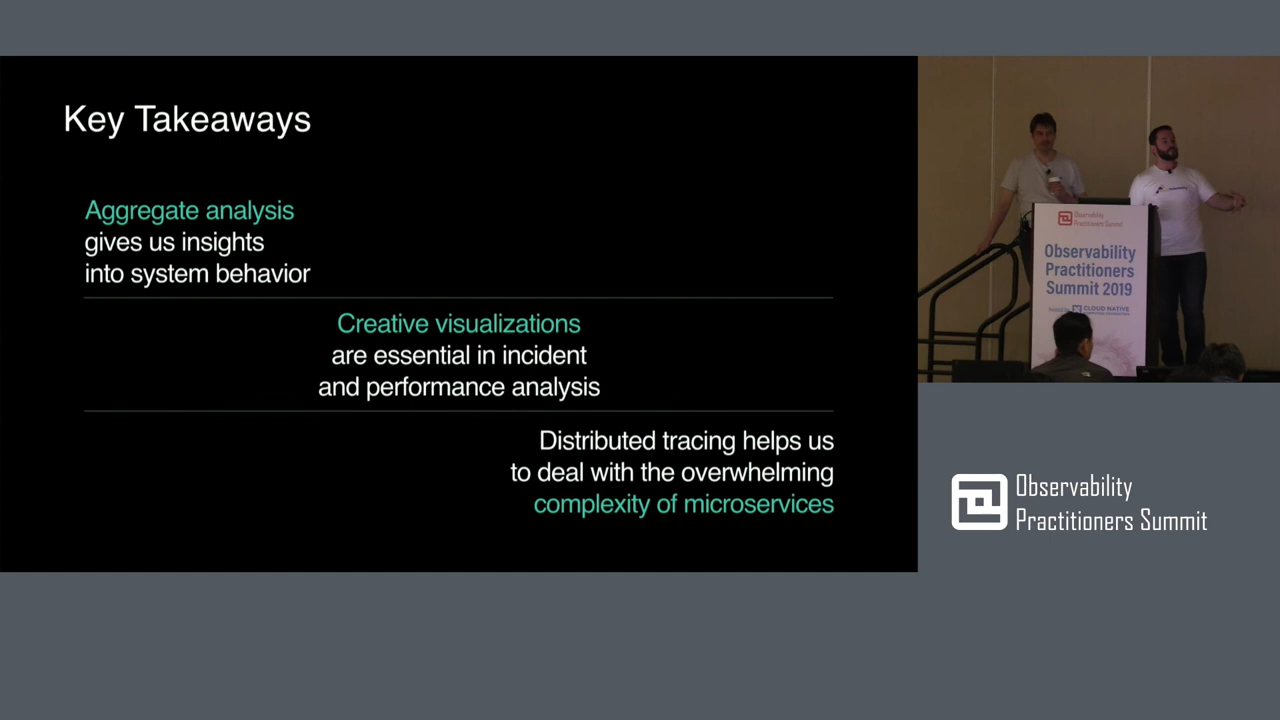 Key Takeaways
Aggregate analysis
gives us insights
into system behavior
Creative visualizations
are essential in incident
and performance analysis
Distributed tracing helps us
to deal with the overwhelming
complexity of microservices
Observability
Practitioners Summit
Observability
Practitioners
Summit 2019
CLOUD NATIVE
Observability
Practitioners Summit